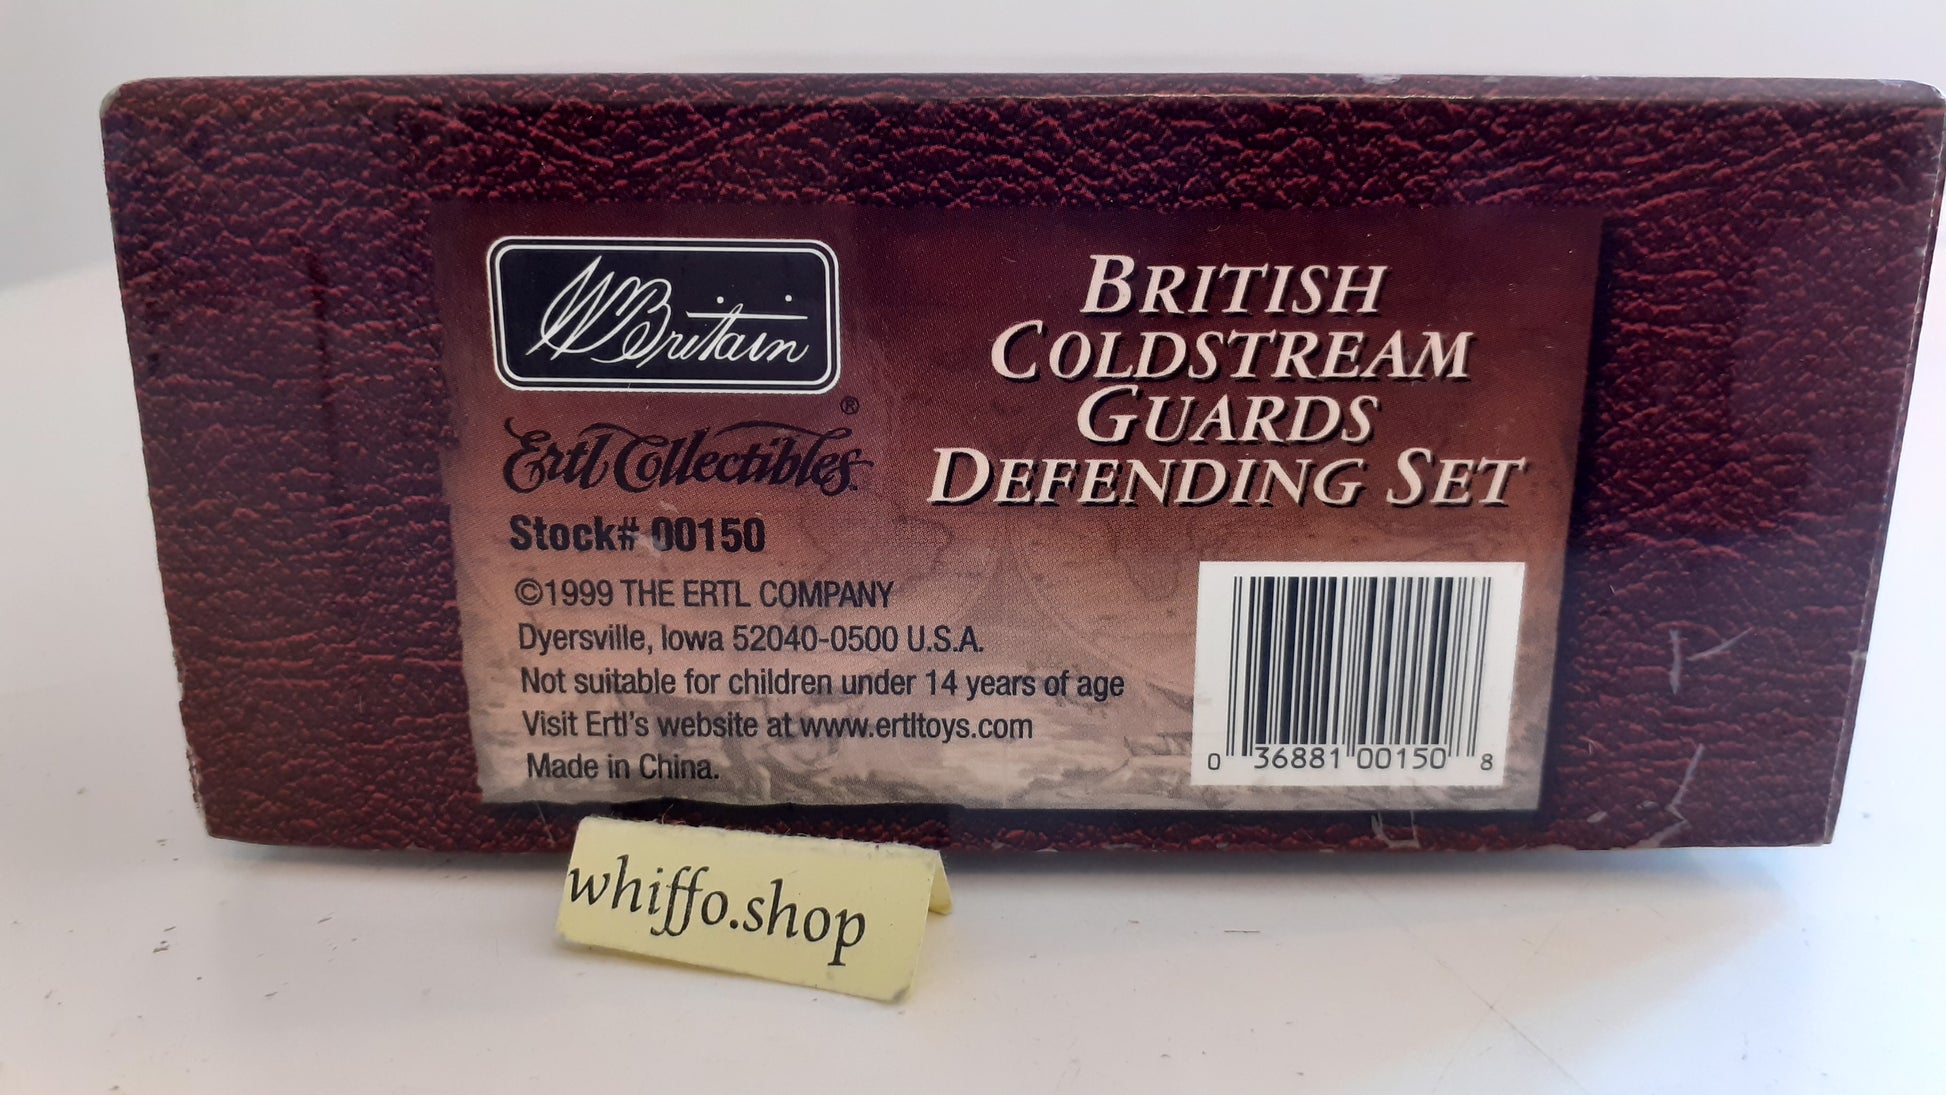 WBritain
®
Ertl Collectibles
Stock# 00150
©1999 THE ERTL COMPANY
Dyersville, Iowa 52040-0500 U.S.A.
Not suitable for children under 14 years of age
Visit Ertl's website at www.ertltoys.com
Made in China.
BRITISH
COLDSTREAM
GUARDS
DEFENDING SET
0 36881 00150 8
whiffo.shop